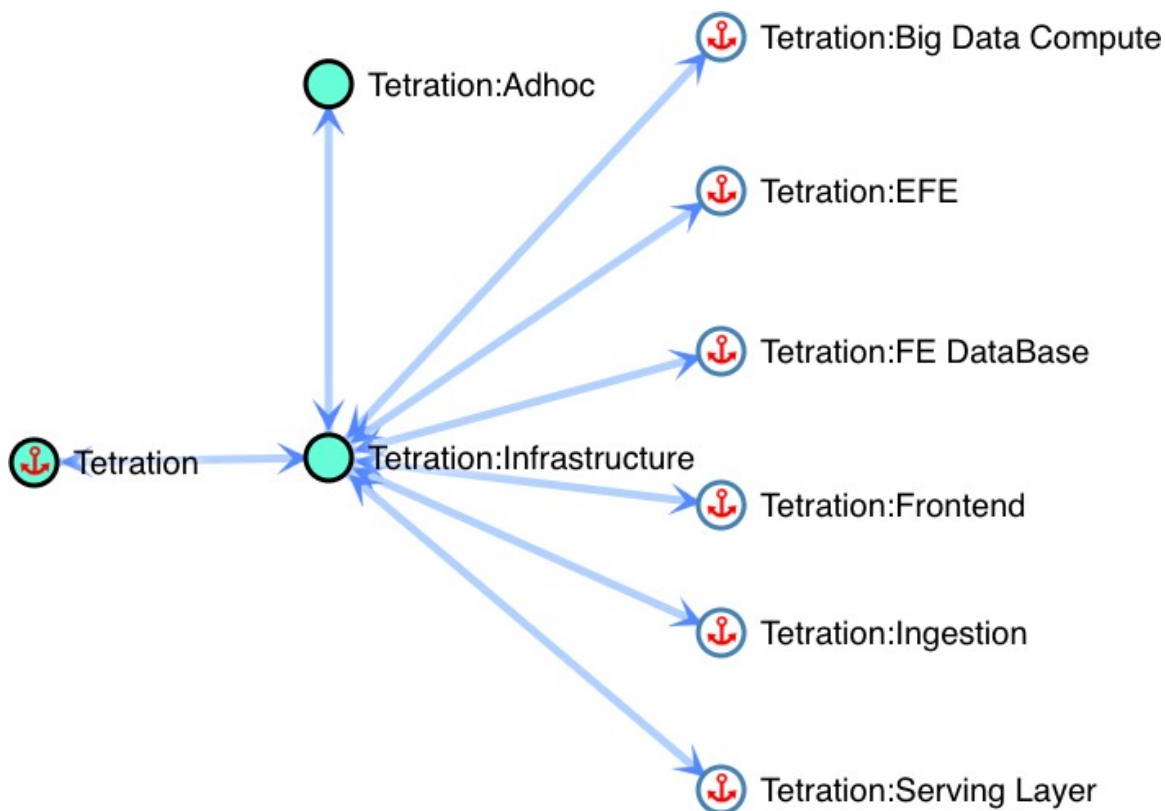 Tetration:Big Data Compute
Tetration:Adhoc
Tetration:EFE
Tetration:FE DataBase
Tetration
Tetration:Infrastructure
Tetration:Frontend
Tetration:Ingestion
Tetration:Serving Layer